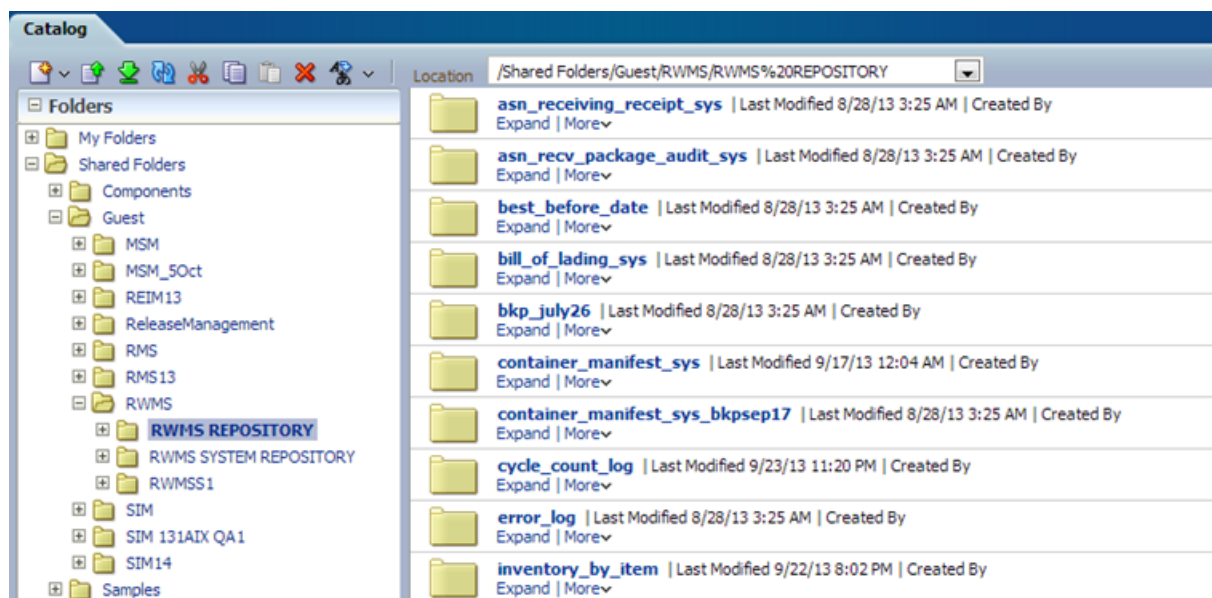 Catalog
Location /Shared Folders/Guest/RWMS/RWMS%20REPOSITORY
Folders
My Folders
Shared Folders
Components
Guest
MSM
MSM_5Oct
REIM13
ReleaseManagement
RMS
RMS13
RWMS
RWMS REPOSITORY
RWMS SYSTEM REPOSITORY
RWMSS1
SIM
SIM 131AIX QA1
SIM14
Samples
asn_receiving_receipt_sys | Last Modified 8/28/13 3:25 AM | Created By
Expand | More
asn_recv_package_audit_sys | Last Modified 8/28/13 3:25 AM | Created By
Expand | More
best_before_date | Last Modified 8/28/13 3:25 AM | Created By
Expand | More
bill_of_lading_sys | Last Modified 8/28/13 3:25 AM | Created By
Expand | More
bkp_july26 | Last Modified 8/28/13 3:25 AM | Created By
Expand | More
container_manifest_sys | Last Modified 9/17/13 12:04 AM | Created By
Expand | More
container_manifest_sys_bkpsep17 | Last Modified 8/28/13 3:25 AM | Created By
Expand | More
cycle_count_log | Last Modified 9/23/13 11:20 PM | Created By
Expand | More
error_log | Last Modified 8/28/13 3:25 AM | Created By
Expand | More
inventory_by_item | Last Modified 9/22/13 8:02 PM | Created By
Expand | More